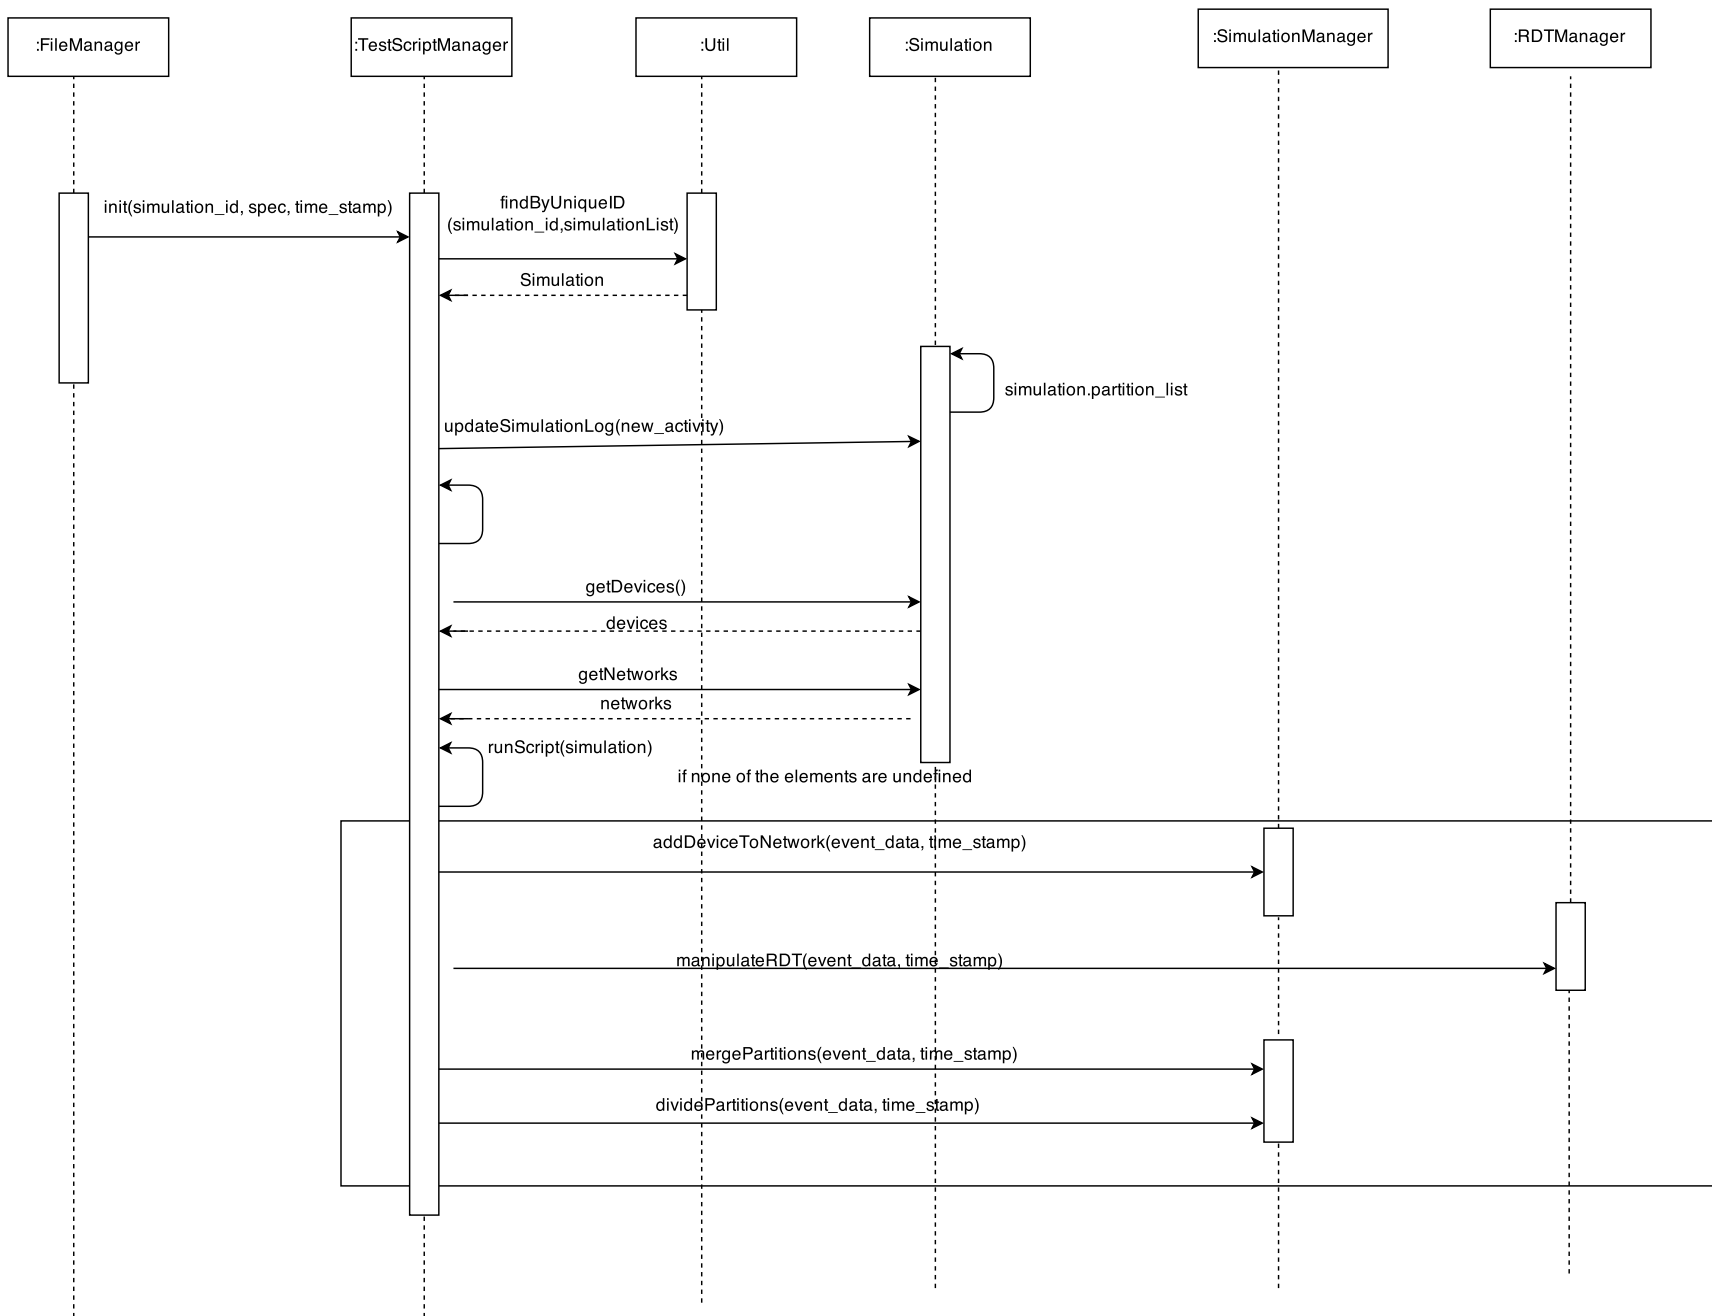 :FileManager
:TestScriptManager
:Util
:Simulation
:SimulationManager
:RDTManager
init(simulation_id, spec, time_stamp)
findByUniqueID
(simulation_id,simulationList)
Simulation
simulation.partition_list
updateSimulationLog(new_activity)
getDevices()
devices
getNetworks
networks
runScript(simulation)
if none of the elements are undefined
addDeviceToNetwork(event_data, time_stamp)
manipulateRDT(event_data, time_stamp)
mergePartitions(event_data, time_stamp)
dividePartitions(event_data, time_stamp)